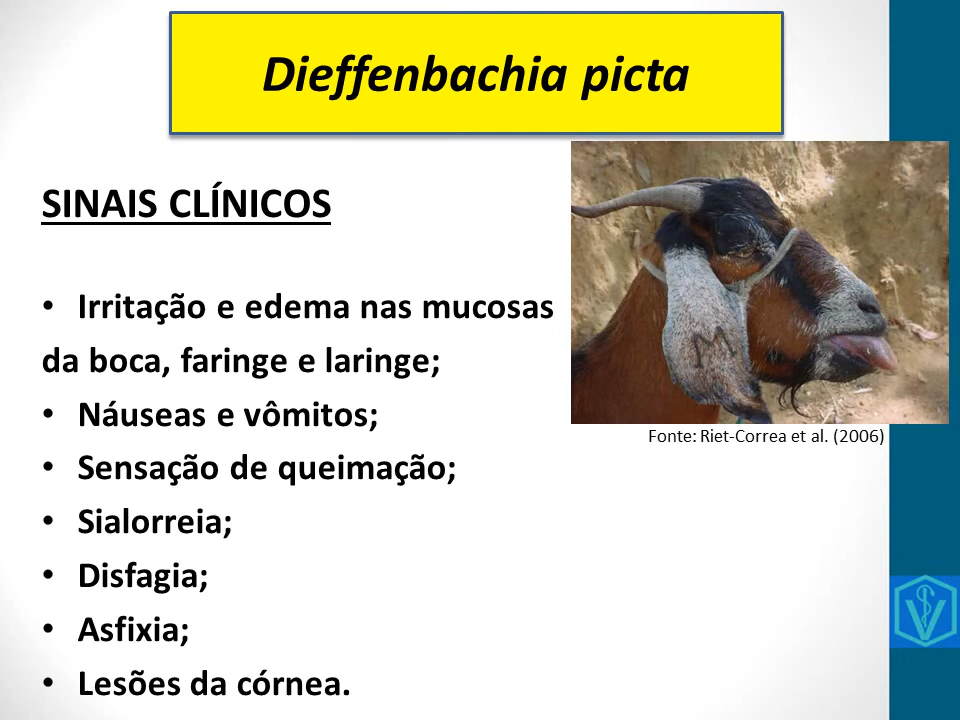 Dieffenbachia picta
SINAIS CLÍNICOS
• Irritação e edema nas mucosas
da boca, faringe e laringe;
• Náuseas e vômitos;
• Sensação de queimação;
• Sialorreia;
• Disfagia;
• Asfixia;
• Lesões da córnea.
M
Fonte: Riet-Correa et al. (2006)
V